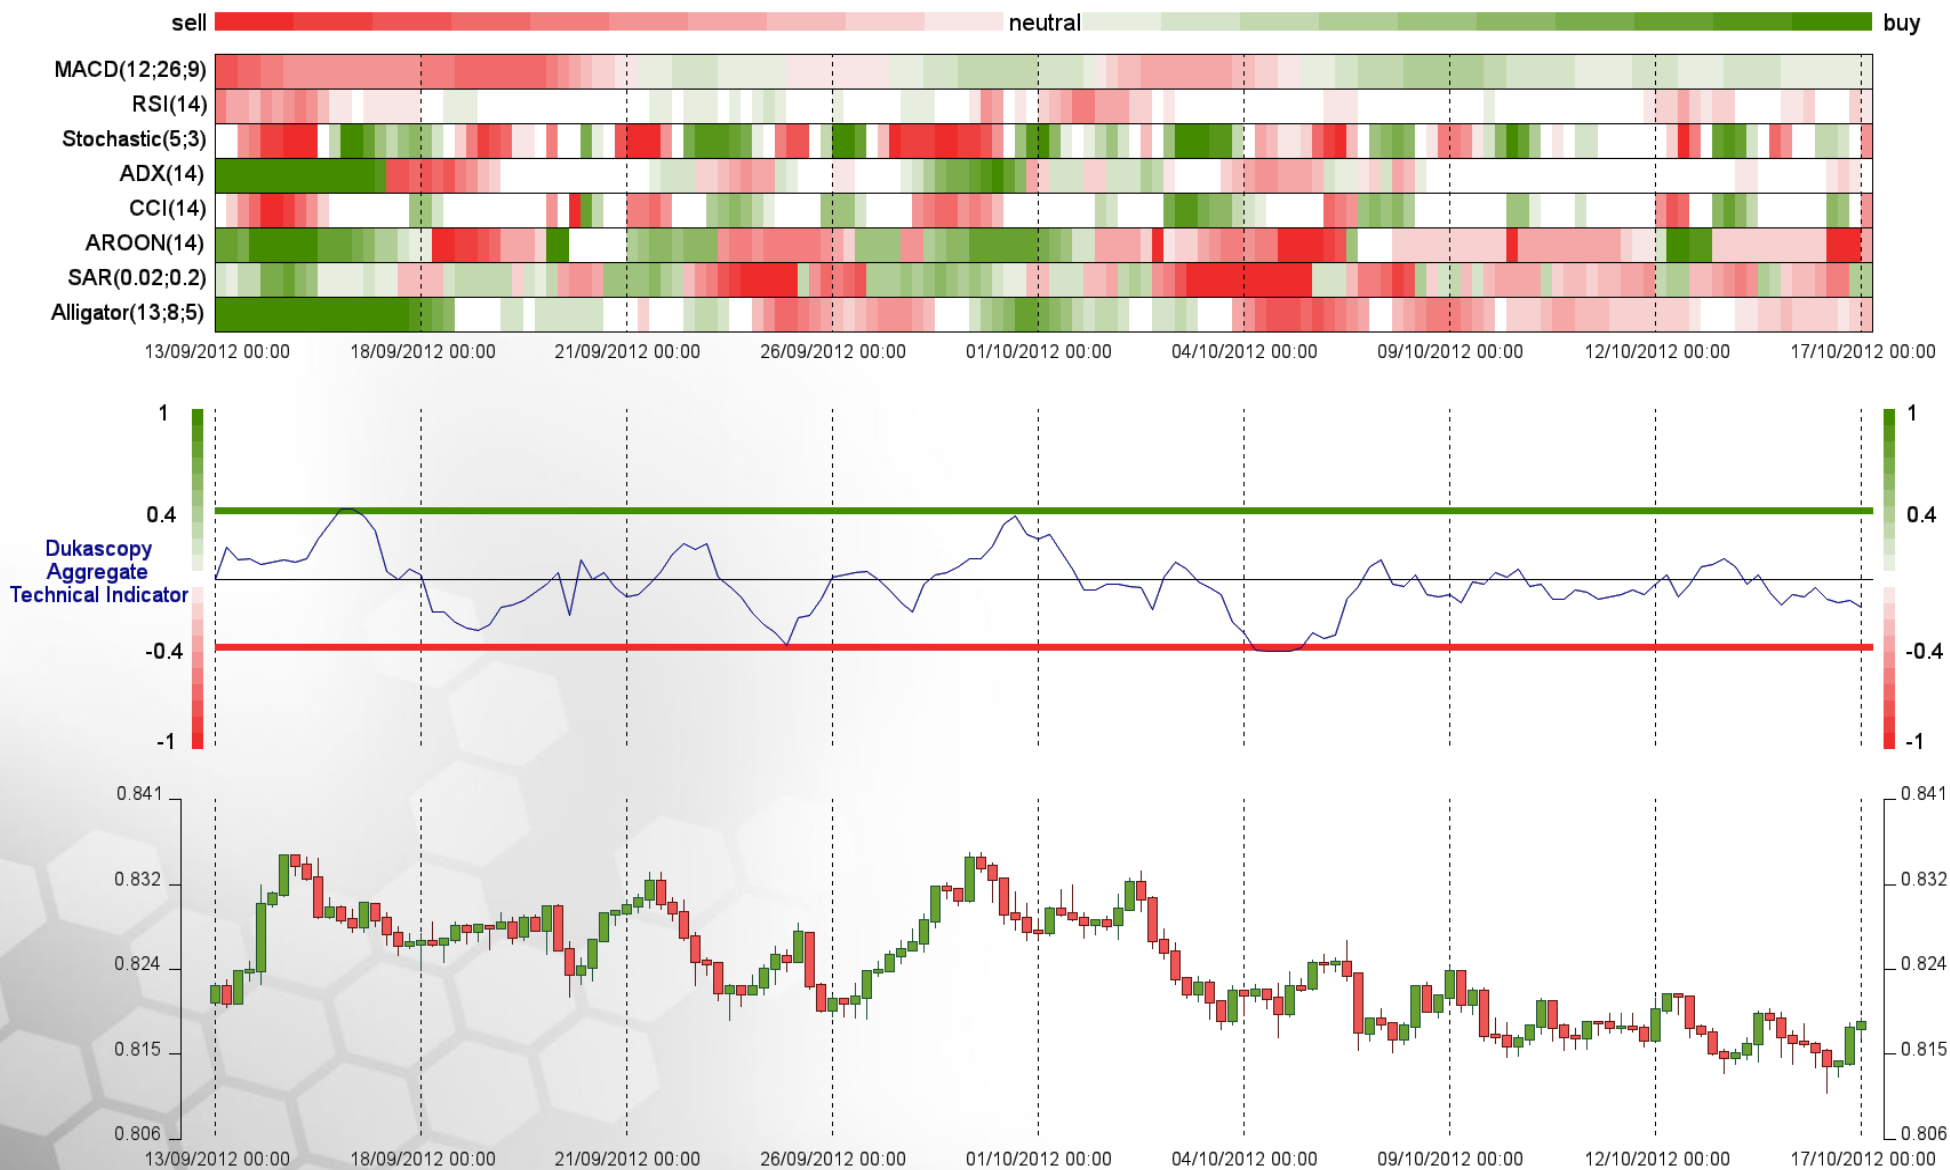 sell neutral buy
MACD(12;26;9)
RSI(14)
Stochastic(5;3)
ADX(14)
CCI(14)
AROON(14)
SAR(0.02;0.2)
Alligator(13;8;5)
13/09/2012 00:00 18/09/2012 00:00 21/09/2012 00:00 26/09/2012 00:00 01/10/2012 00:00 04/10/2012 00:00 09/10/2012 00:00 12/10/2012 00:00 17/10/2012 00:00
1 1
0.4 0.4
Dukascopy
Aggregate
Technical Indicator
-0.4 -0.4
-1 -1
0.841 0.841
0.832 0.832
0.824 0.824
0.815 0.815
0.806 0.806
13/09/2012 00:00 18/09/2012 00:00 21/09/2012 00:00 26/09/2012 00:00 01/10/2012 00:00 04/10/2012 00:00 09/10/2012 00:00 12/10/2012 00:00 17/10/2012 00:00